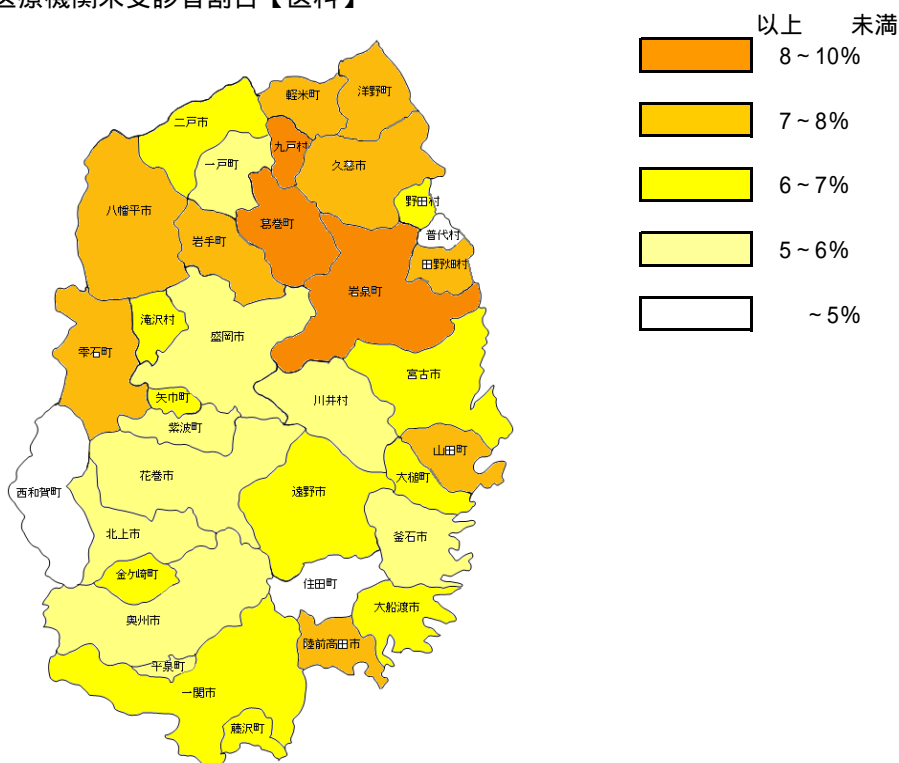 医療機関未受診者割合【医科】
以上 未満
8~10%
7~8%
6~7%
5~6%
~5%
洋野町
軽米町
二戸市
九戸村
一戸町
久慈市
野田村
八幡平市
葛巻町
普代村
岩手町
田野畑村
岩泉町
滝沢村
盛岡市
雫石町
宮古市
矢巾町
川井村
紫波町
山田町
花巻市
大槌町
西和賀町
遠野市
北上市
釜石市
金ケ崎町
住田町
大船渡市
奥州市
陸前高田市
平泉町
一関市
藤沢町